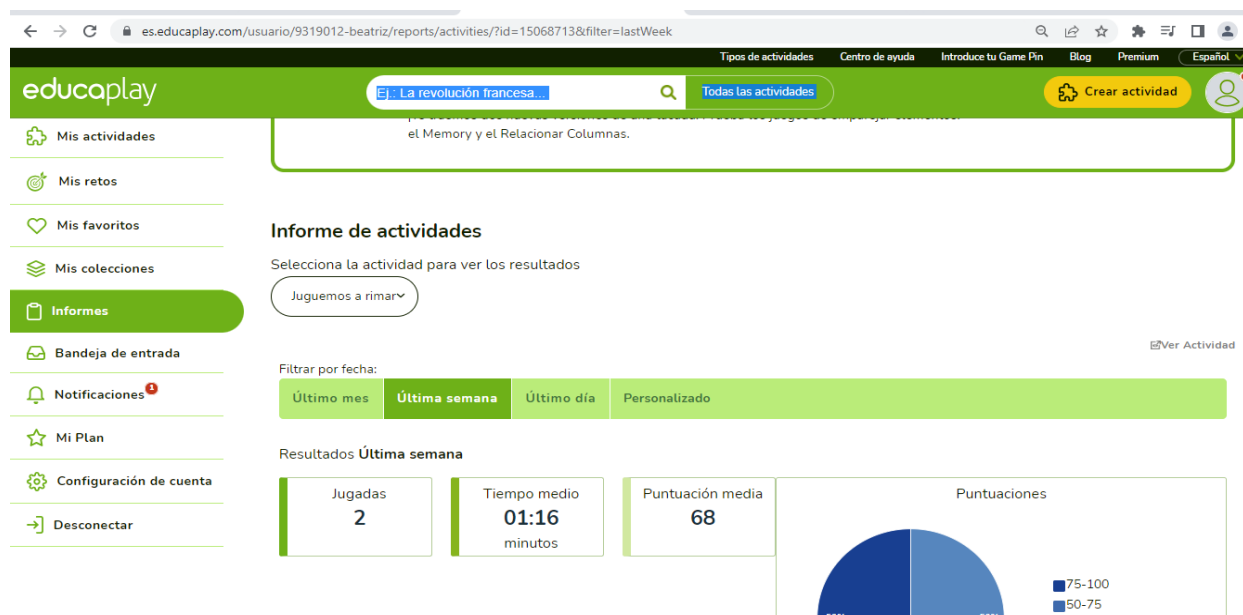 es.educaplay.com/usuario/9319012-beatriz/reports/activities/?id=15068713&filter=lastWeek
Tipos de actividades Centro de ayuda Introduce tu Game Pin Blog Premium Español
educaplay Ej.: La revolución francesa... Todas las actividades Crear actividad
el Memory y el Relacionar Columnas.
Mis actividades
Mis retos
Mis favoritos
Mis colecciones
Informes
Bandeja de entrada
Notificaciones 1
Mi Plan
Configuración de cuenta
Desconectar
Informe de actividades
Selecciona la actividad para ver los resultados
Juguemos a rimar
Ver Actividad
Filtrar por fecha:
Último mes Última semana Último día Personalizado
Resultados Última semana
Jugadas
2
Tiempo medio
01:16
minutos
Puntuación media
68
Puntuaciones
75-100
50-75